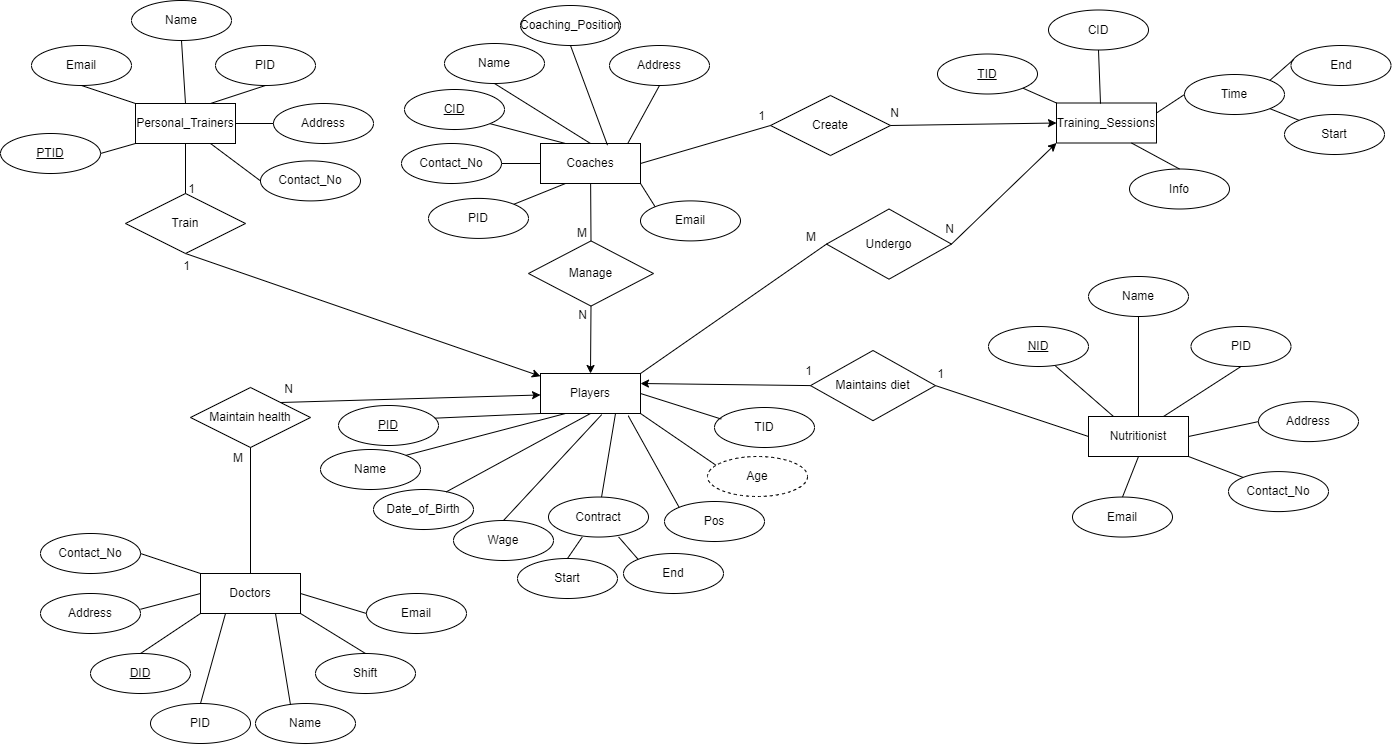 Name
Email
PID
Personal_Trainers
Address
PTID
Contact_No
1
Train
1
Coaching_Position
Name
Address
CID
Contact_No
Coaches
PID
Email
1
Create
N
CID
TID
Training_Sessions
Time
End
Start
Info
M
Manage
N
M
Undergo
N
Name
NID
PID
1
Maintains diet
1
Nutritionist
Address
Contact_No
Email
Players
PID
Name
Date_of_Birth
Wage
Contract
Start
End
Pos
Age
TID
N
Maintain health
M
Contact_No
Doctors
Address
Email
DID
Shift
PID
Name